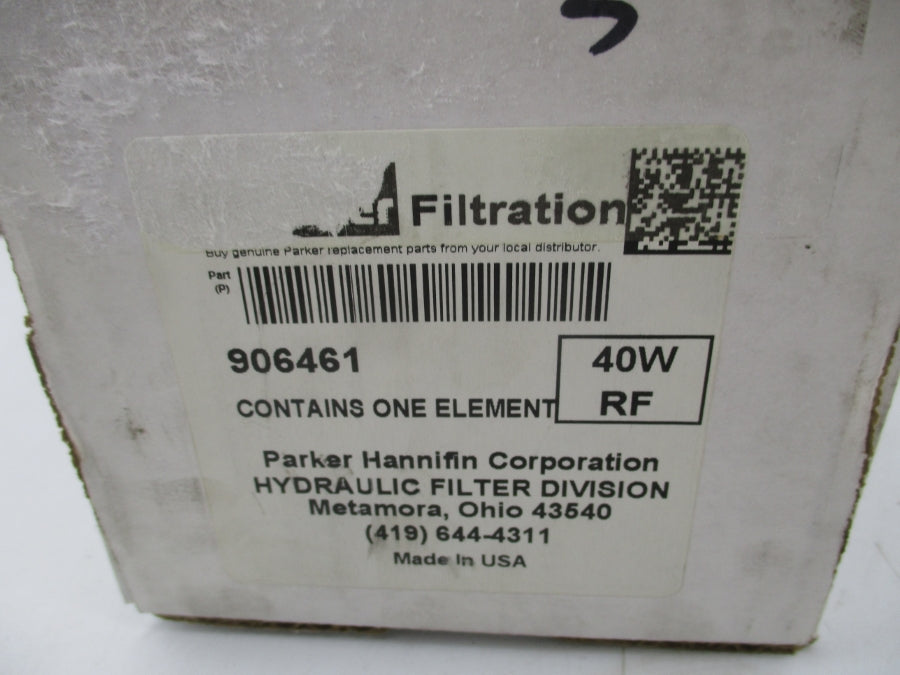 Filtration
Buy genuine Parker replacement parts from your local distributor.
Part
(P)
906461
40W
RF
CONTAINS ONE ELEMENT
Parker Hannifin Corporation
HYDRAULIC FILTER DIVISION
Metamora, Ohio 43540
(419) 644-4311
Made In USA